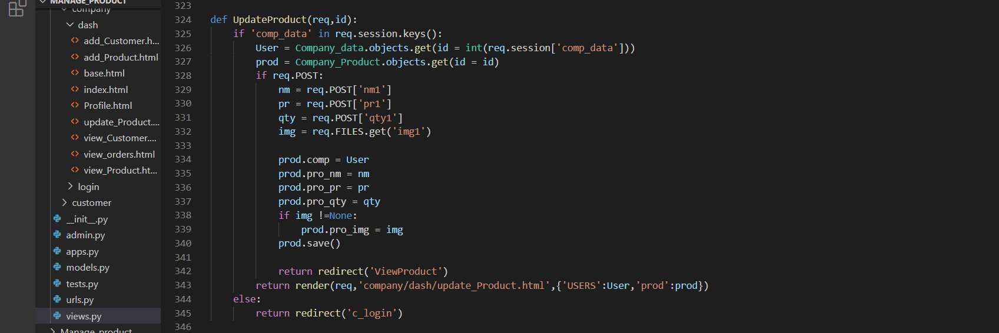 MANAGE_PRODUCT
company
dash
add_Customer.h...
add_Product.html
base.html
index.html
Profile.html
update_Product....
view_Customer....
view_orders.html
view_Product.ht...
login
customer
__init__.py
admin.py
apps.py
models.py
tests.py
urls.py
views.py
Manage_product
323
324 def UpdateProduct(req,id):
325 if 'comp_data' in req.session.keys():
326 User = Company_data.objects.get(id = int(req.session['comp_data']))
327 prod = Company_Product.objects.get(id = id)
328 if req.POST:
329 nm = req.POST['nm1']
330 pr = req.POST['pr1']
331 qty = req.POST['qty1']
332 img = req.FILES.get('img1')
333
334 prod.comp = User
335 prod.pro_nm = nm
336 prod.pro_pr = pr
337 prod.pro_qty = qty
338 if img !=None:
339 prod.pro_img = img
340 prod.save()
341
342 return redirect('ViewProduct')
343 return render(req,'company/dash/update_Product.html',{'USERS':User,'prod':prod})
344 else:
345 return redirect('c_login')
346